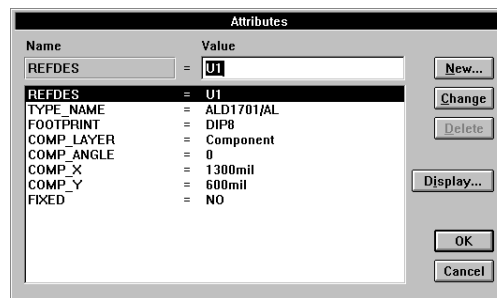 Attributes
Name Value
REFDES = U1 New...
REFDES = U1
TYPE_NAME = ALD1701/AL Change
FOOTPRINT = DIP8
COMP_LAYER = Component Delete
COMP_ANGLE = 0
COMP_X = 1300mil
COMP_Y = 600mil Display...
FIXED = NO
OK
Cancel